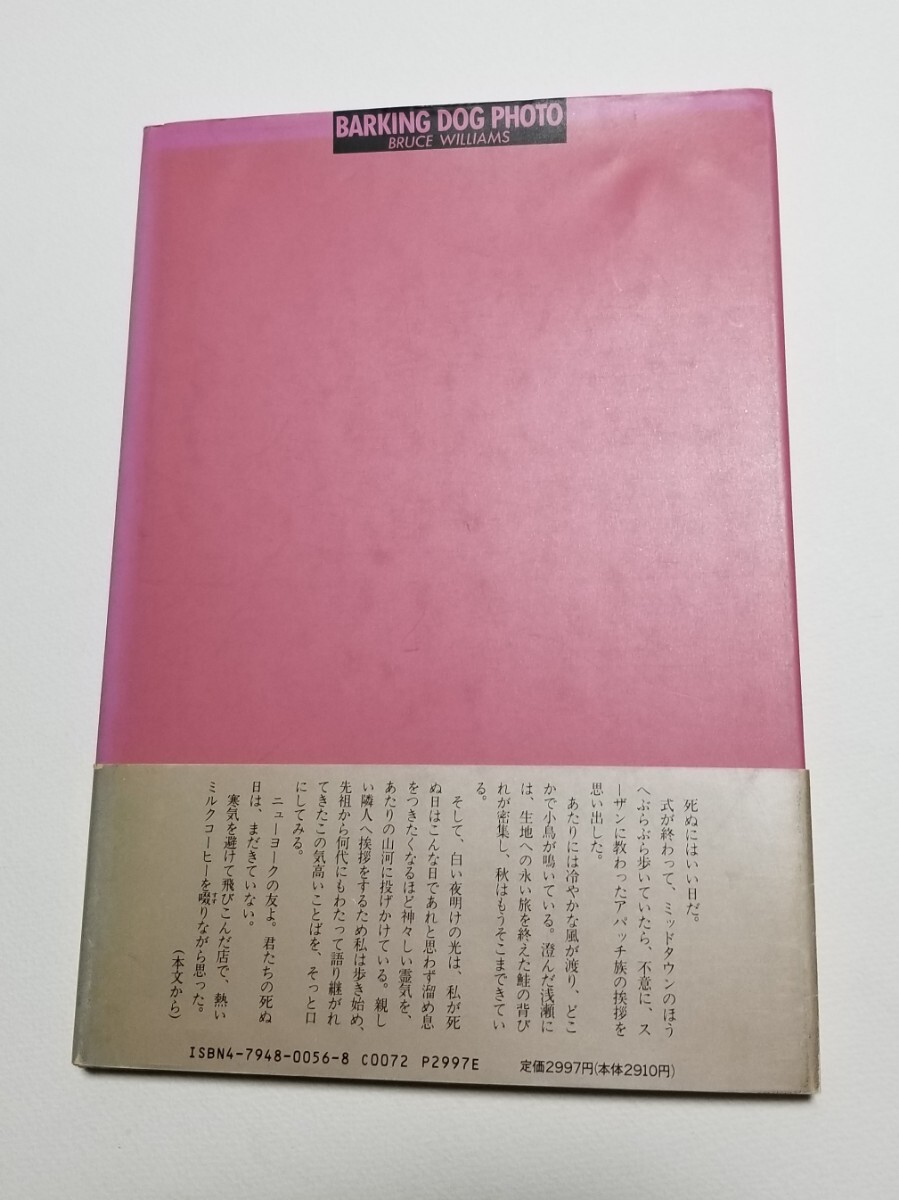 BARKING DOG PHOTO
BRUCE WILLIAMS
死ぬにはいい日だ。
式が終わって、ミッドタウンのほう
へぶらぶら歩いていたら、不意に、ス
ーザンに教わったアパッチ族の挨拶を
思い出した。
あたりには冷やかな風が渡り、どこ
かで小鳥が鳴いている。澄んだ浅瀬に
は、生地への永い旅を終えた鮭の背び
れが密集し、秋はもうそこまできてい
る。
そして、白い夜明けの光は、私が死
ぬ日はこんな日であれと思わず溜め息
をつきたくなるほど神々しい霊気を、
あたりの山河に投げかけている。親し
い隣人へ挨拶をするため私は歩き始め、
先祖から何代にもわたって語り継がれ
てきたこの気高いことばを、そっと口
にしてみる。
ニューヨークの友よ。君たちの死ぬ
日は、まだきていない。
寒気を避けて飛びこんだ店で、熱い
ミルクコーヒーを啜りながら思った。
すす
(本文から)
ISBN4-7948-0056-8 C0072 P2997E
定価2997円(本体2910円)